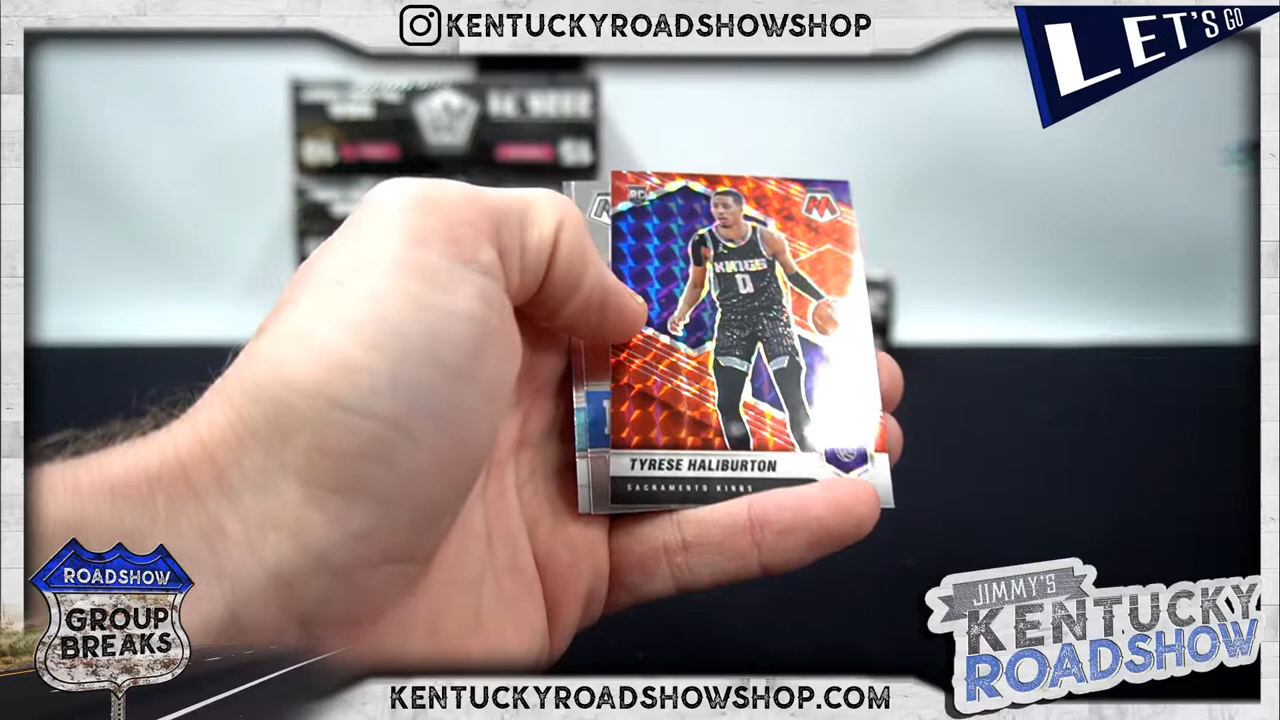 KENTUCKYROADSHOWSHOP
LET'S GO
RC
KINGS
0
TYRESE HALIBURTON
SACRAMENTO KINGS
ROADSHOW
GROUP
BREAKS
JIMMY'S
KENTUCKY
ROADSHOW
KENTUCKYROADSHOWSHOP.COM